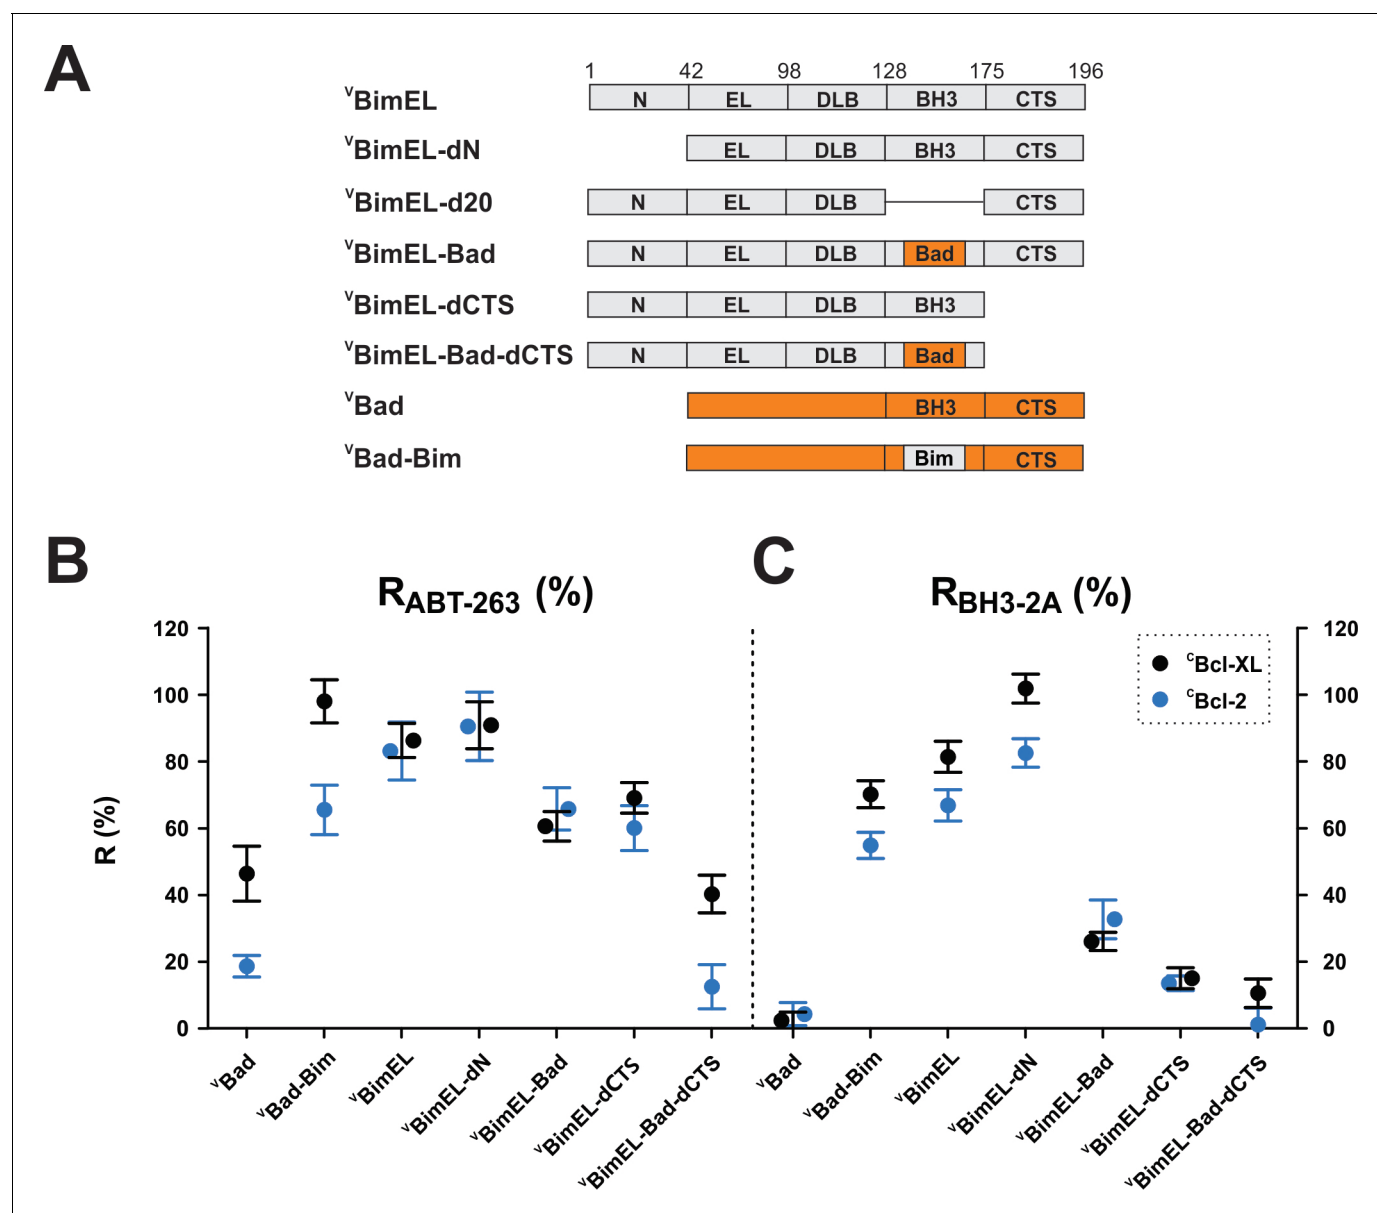 A
1 42 98 128 175 196
VBimEL N EL DLB BH3 CTS
VBimEL-dN EL DLB BH3 CTS
VBimEL-d20 N EL DLB CTS
VBimEL-Bad N EL DLB Bad CTS
VBimEL-dCTS N EL DLB BH3
VBimEL-Bad-dCTS N EL DLB Bad
VBad BH3 CTS
VBad-Bim Bim CTS
B
RABT-263 (%)
R (%)
120
100
80
60
40
20
0
VBad
VBad-Bim
VBimEL
VBimEL-dN
VBimEL-Bad
VBimEL-dCTS
VBimEL-Bad-dCTS
C
RBH3-2A (%)
CBcl-XL
CBcl-2
120
100
80
60
40
20
0
VBad
VBad-Bim
VBimEL
VBimEL-dN
VBimEL-Bad
VBimEL-dCTS
VBimEL-Bad-dCTS